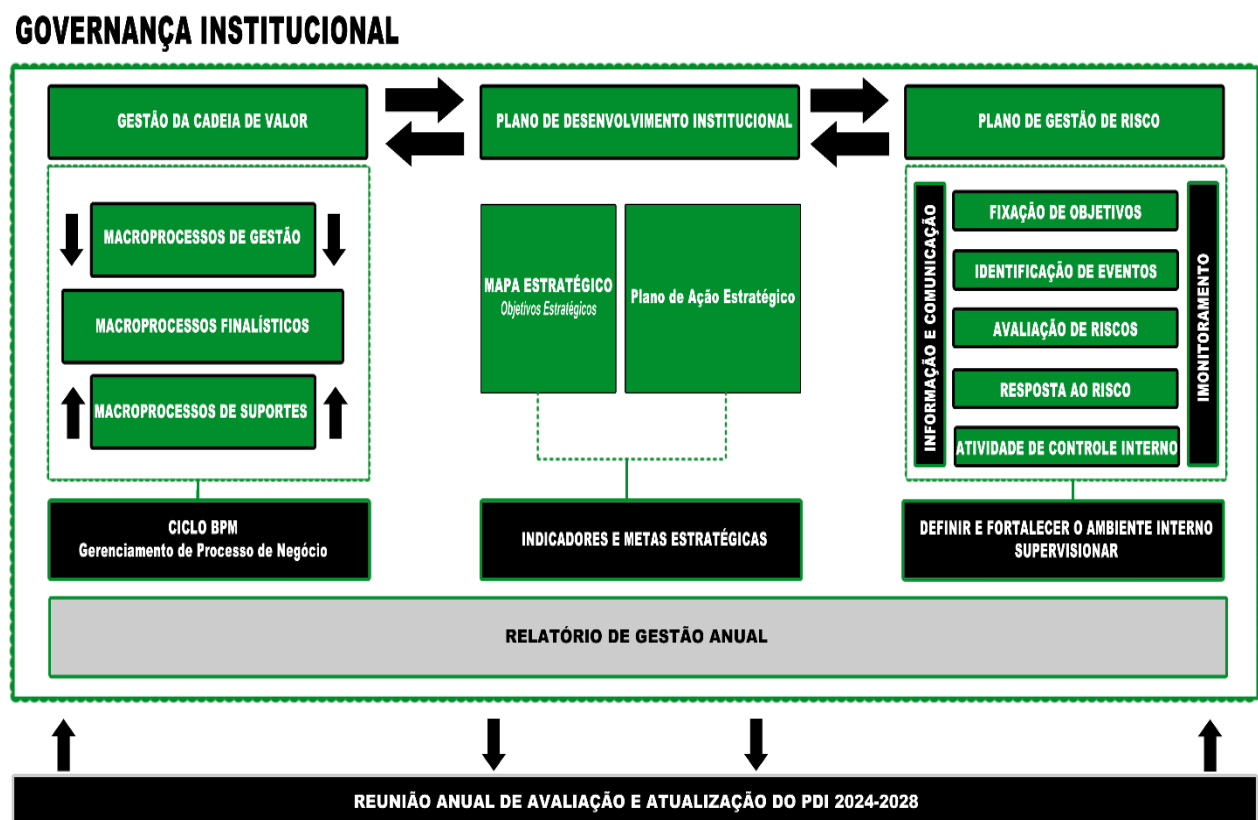 GOVERNANÇA INSTITUCIONAL
GESTÃO DA CADEIA DE VALOR
PLANO DE DESENVOLVIMENTO INSTITUCIONAL
PLANO DE GESTÃO DE RISCO
MACROPROCESSOS DE GESTÃO
MACROPROCESSOS FINALÍSTICOS
MACROPROCESSOS DE SUPORTES
MAPA ESTRATÉGICO
Objetivos Estratégicos
Plano de Ação Estratégico
INFORMAÇÃO E COMUNICAÇÃO
FIXAÇÃO DE OBJETIVOS
IDENTIFICAÇÃO DE EVENTOS
AVALIAÇÃO DE RISCOS
RESPOSTA AO RISCO
ATIVIDADE DE CONTROLE INTERNO
IMONITORAMENTO
CICLO BPM
Gerenciamento de Processo de Negócio
INDICADORES E METAS ESTRATÉGICAS
DEFINIR E FORTALECER O AMBIENTE INTERNO
SUPERVISIONAR
RELATÓRIO DE GESTÃO ANUAL
REUNIÃO ANUAL DE AVALIAÇÃO E ATUALIZAÇÃO DO PDI 2024-2028